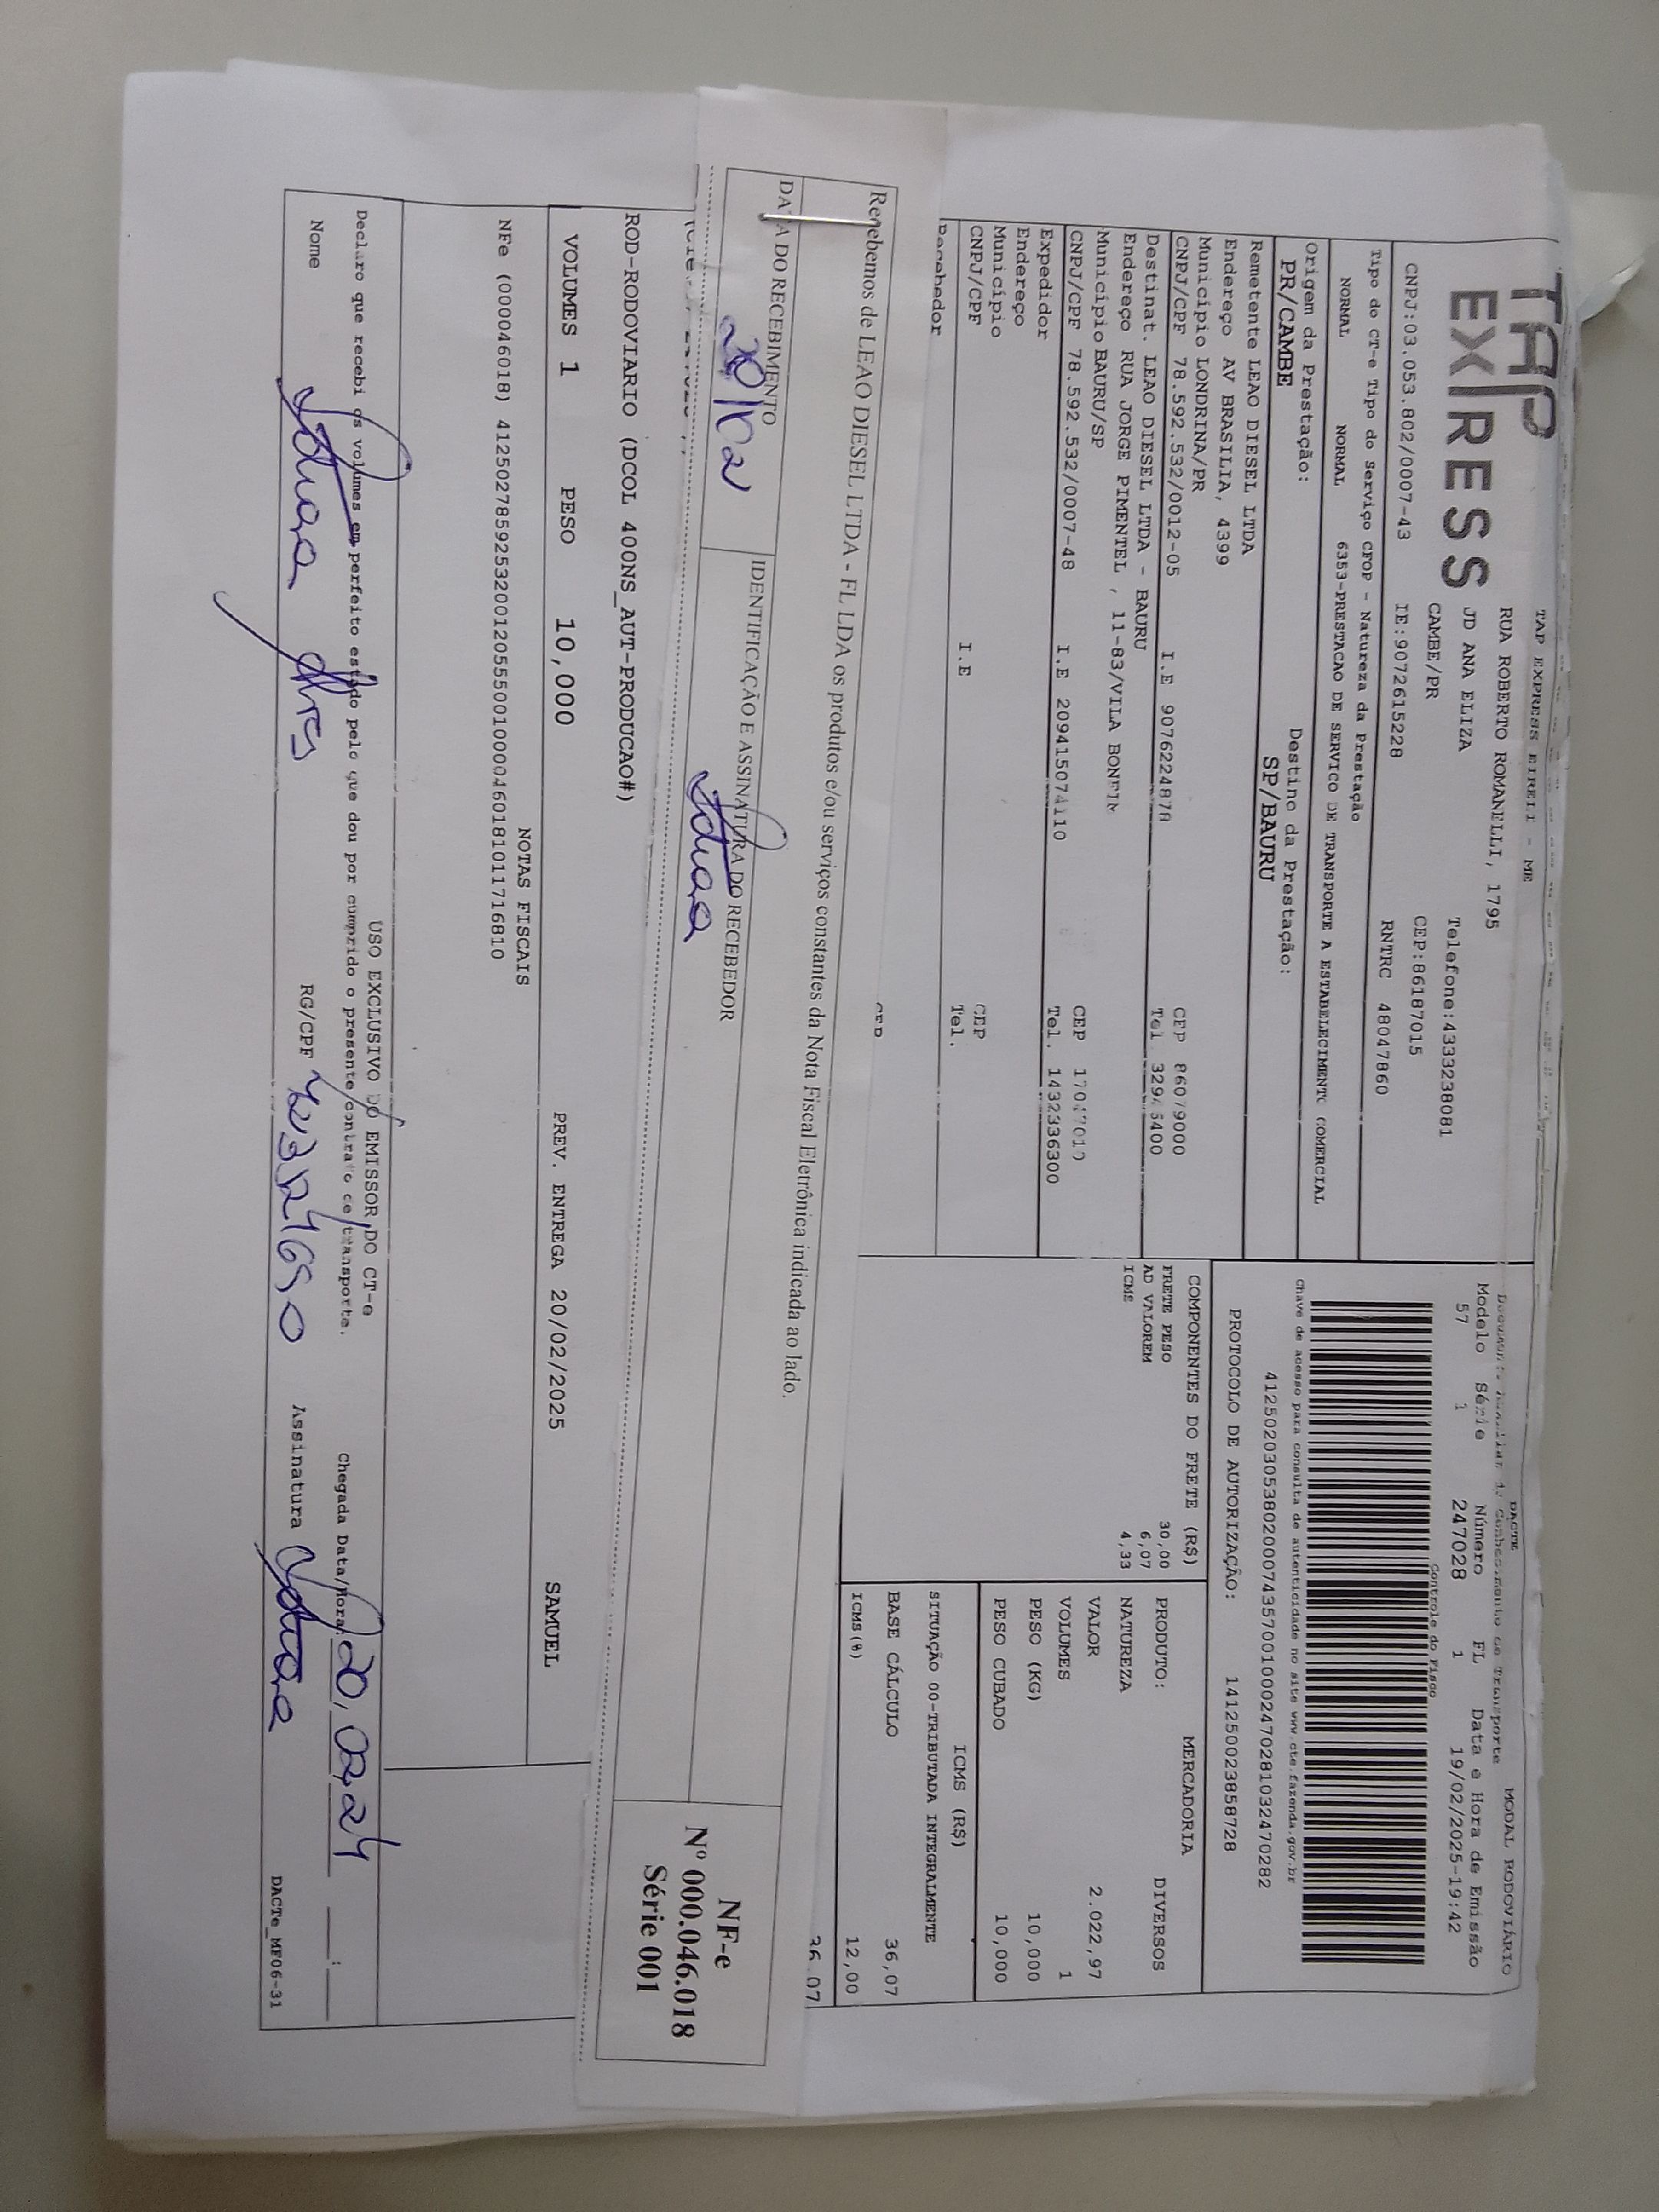 TAP
EXPRESS
TAP EXPRESS EIRELI - ME
RUA ROBERTO ROMANELLI, 1795
JD ANA ELIZA
CAMBE/PR
Telefone:4333238081
CEP:86187015
CNPJ:03.053.802/0007-43 IE:9072615228 RNTRC 48047860
DACTE
MODAL RODOVIÁRIO
Modelo Série Número FL Data e Hora de Emissão
57 1 247028 1 19/02/2025-19:42
Controle do Fisco
Chave de acesso para consulta de autenticidade no site www.cte.fazenda.gov.br
41250203053802000743570010002470281032470282
PROTOCOLO DE AUTORIZAÇÃO: 141250023858728
Tipo do CT-e Tipo do Serviço CFOP - Natureza da Prestação
NORMAL NORMAL 6353-PRESTACAO DE SERVICO DE TRANSPORTE A ESTABELECIMENTO COMERCIAL
Origem da Prestação: Destino da Prestação:
PR/CAMBE SP/BAURU
Remetente LEAO DIESEL LTDA
Endereço AV BRASILIA, 4399
Município LONDRINA/PR CEP 86079000
CNPJ/CPF 78.592.532/0012-05 I.E 9076224878 Tel.
Destinat. LEAO DIESEL LTDA - BAURU
Endereço RUA JORGE PIMENTEL , 11-83/VILA BONFIM
Município BAURU/SP CEP
CNPJ/CPF 78.592.532/0007-48 I.E 209415074110 Tel. 1432336300
Expedidor
Endereço
Município CEP
CNPJ/CPF I.E Tel.
Recebedor
CEP
COMPONENTES DO FRETE (R$)
FRETE PESO 30,00
AD VALOREM 6,07
ICMS 4,33
MERCADORIA
PRODUTO: DIVERSOS
NATUREZA
VALOR 2.022,97
VOLUMES 1
PESO (KG) 10,000
PESO CUBADO 10,000
ICMS (R$)
SITUAÇÃO 00-TRIBUTADA INTEGRALMENTE
BASE CÁLCULO 36,07
ICMS(%) 12,00
36,07
Recebemos de LEAO DIESEL LTDA - FL LDA os produtos e/ou serviços constantes da Nota Fiscal Eletrônica indicada ao lado.
DATA DO RECEBIMENTO IDENTIFICAÇÃO E ASSINATURA DO RECEBEDOR
20/02
NF-e
Nº 000.046.018
Série 001
ROD-RODOVIARIO (DCOL 400NS_AUT-PRODUCAO#)
VOLUMES 1 PESO 10,000 PREV. ENTREGA 20/02/2025 SAMUEL
NOTAS FISCAIS
NFe (000046018) 41250278592532001205550010000460181011716810
USO EXCLUSIVO DO EMISSOR DO CT-e
Declaro que recebi os volumes em perfeito estado pelo que dou por cumprido o presente contrato de transporte.
Chegada Data/Hora 20,02,24 :
Nome RG/CPF Assinatura
DACTe_MF06-31